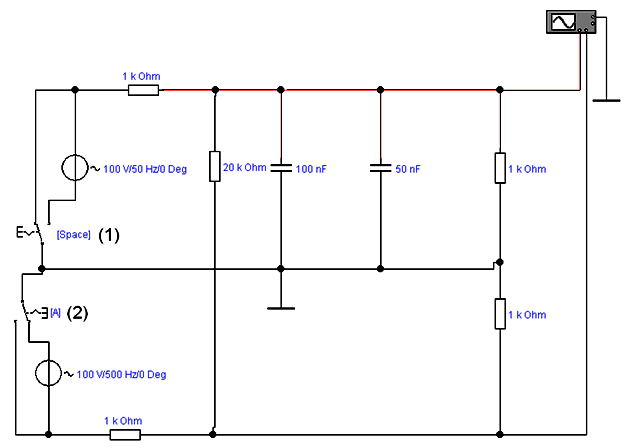 1 k Ohm
100 V/50 Hz/0 Deg
20 k Ohm
100 nF
50 nF
1 k Ohm
[Space] (1)
[A] (2)
1 k Ohm
100 V/500 Hz/0 Deg
1 k Ohm